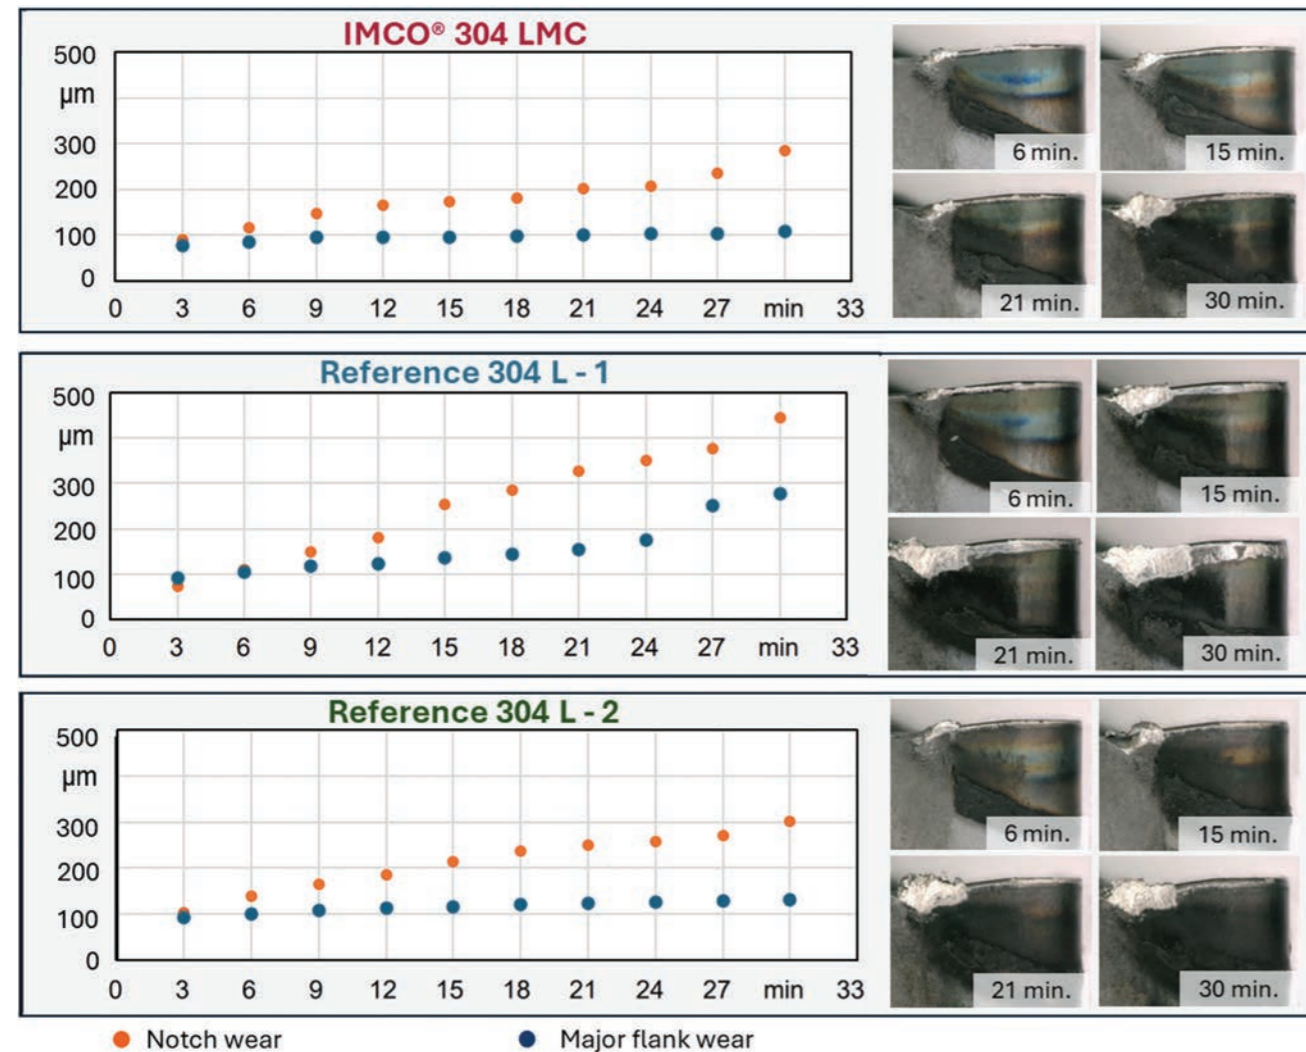 IMCO® 304 LMC
500
µm
300
200
100
0
0 3 6 9 12 15 18 21 24 27 min 33
6 min.
15 min.
21 min.
30 min.
Reference 304 L - 1
500
µm
300
200
100
0
0 3 6 9 12 15 18 21 24 27 min 33
6 min.
15 min.
21 min.
30 min.
Reference 304 L - 2
500
µm
300
200
100
0
0 3 6 9 12 15 18 21 24 27 min 33
6 min.
15 min.
21 min.
30 min.
Notch wear
Major flank wear